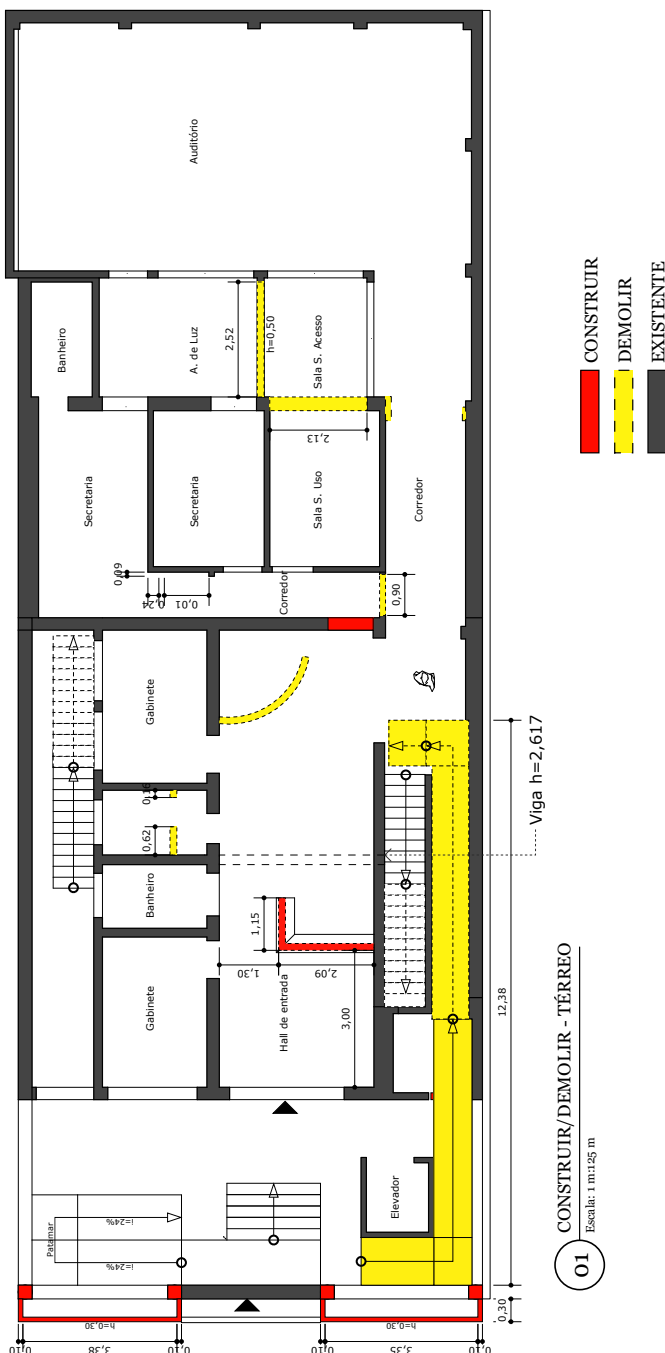 Auditório
Banheiro
A. de Luz
2,52
h=0,50
Sala S. Acesso
2,13
Secretaria
Secretaria
Sala S. Uso
Corredor
0,09
0,24
0,01
Corredor
0,90
Gabinete
0,16
0,62
Banheiro
1,15
1,30
2,09
Hall de entrada
3,00
Gabinete
Viga h=2,617
12,38
Elevador
Patamar
i=24%
i=24%
0,30
h=0,30
h=0,30
0,10
3,38
0,10
0,10
3,35
0,10
CONSTRUIR
DEMOLIR
EXISTENTE
01
CONSTRUIR/DEMOLIR - TÉRREO
Escala: 1 m:125 m